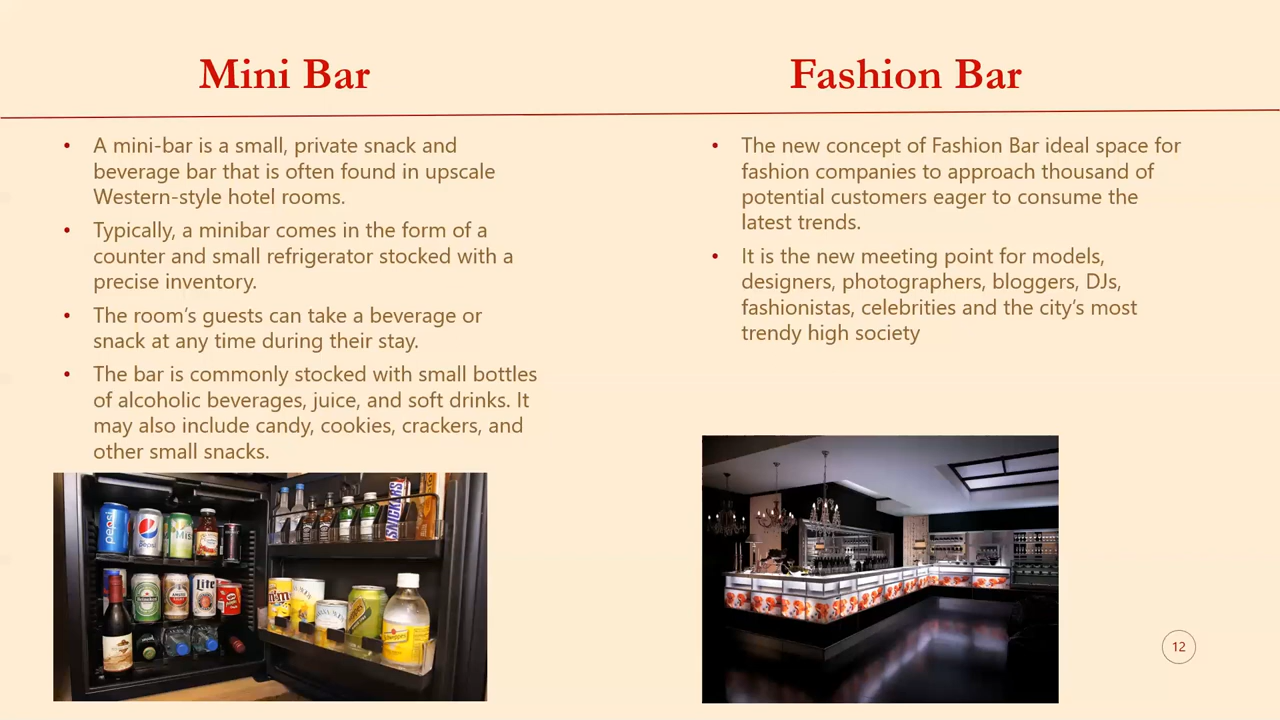 Mini Bar
Fashion Bar
• A mini-bar is a small, private snack and
beverage bar that is often found in upscale
Western-style hotel rooms.
• Typically, a minibar comes in the form of a
counter and small refrigerator stocked with a
precise inventory.
• The room's guests can take a beverage or
snack at any time during their stay.
• The bar is commonly stocked with small bottles
of alcoholic beverages, juice, and soft drinks. It
may also include candy, cookies, crackers, and
other small snacks.
• The new concept of Fashion Bar ideal space for
fashion companies to approach thousand of
potential customers eager to consume the
latest trends.
• It is the new meeting point for models,
designers, photographers, bloggers, DJs,
fashionistas, celebrities and the city's most
trendy high society
pepsi
pepsi
SNICKERS
Heineken
Lite
m&m's
Schweppes
12